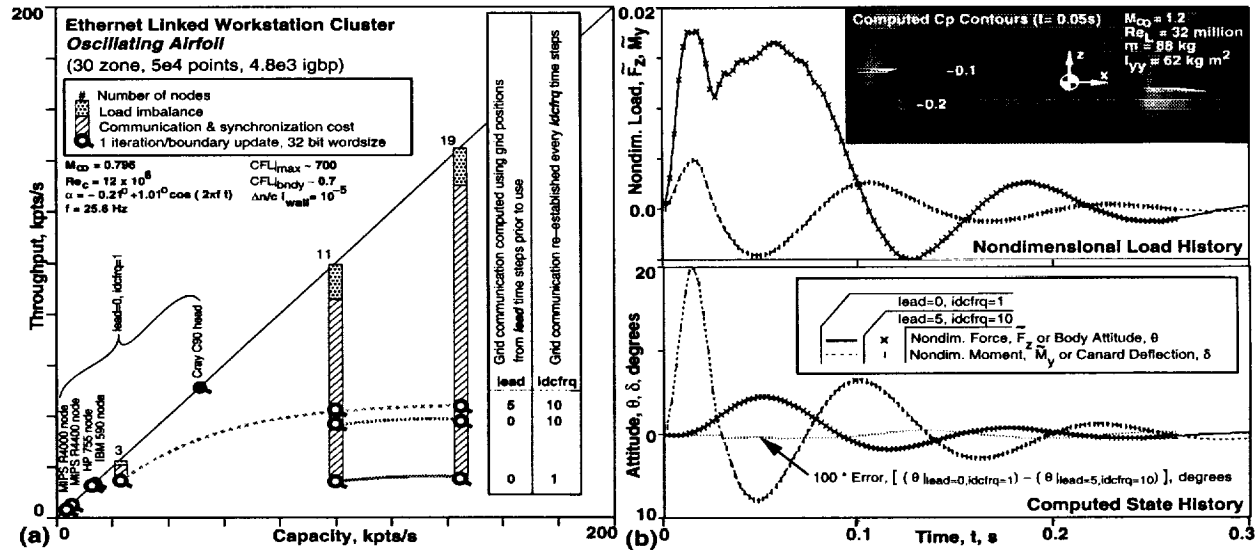 200
Ethernet Linked Workstation Cluster
Oscillating Airfoil
(30 zone, 5e4 points, 4.8e3 igbp)
# Number of nodes
Load imbalance
Communication & synchronization cost
1 iteration/boundary update, 32 bit wordsize
M∞ = 0.796
Re_c = 12 x 10^6
α = − 0.21° +1.01° cos ( 2πf t)
f = 25.6 Hz
CFL|max ~ 700
CFL|bndy ~ 0.7
Δn/c |wall = 10^-5
Throughput, kpts/s
lead=0, idcfrq=1
MIPS R4000 node
MIPS R4400 node
HP 755 node
IBM 590 node
Cray C90 head
3
11
19
Grid communication computed using grid positions
from lead time steps prior to use
Grid communication re-established every idcfrq time steps
lead idcfrq
5 10
0 10
0 1
0
(a) 0 Capacity, kpts/s 200
0.02
Nondim. Load, F̃z, M̃y
0.0
Computed Cp Contours (t= 0.05s)
M∞ = 1.2
Re_L = 32 million
m = 88 kg
I_yy = 62 kg m²
-0.1
-0.2
z
x
Nondimensional Load History
20
Attitude, θ, δ, degrees
0
10
lead=0, idcfrq=1
lead=5, idcfrq=10
Nondim. Force, F̃z or Body Attitude, θ
Nondim. Moment, M̃y or Canard Deflection, δ
100 * Error, [ (θ|lead=0,idcfrq=1) − (θ|lead=5,idcfrq=10) ], degrees
Computed State History
(b) 0 0.1 Time, t, s 0.2 0.3